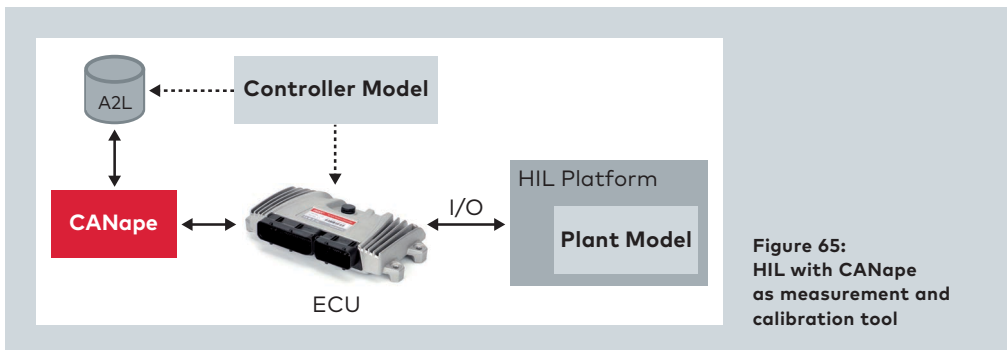 A2L
Controller Model
CANape
ECU
I/O
HIL Platform
Plant Model
Figure 65:
HIL with CANape
as measurement and
calibration tool